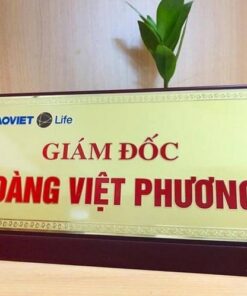 AOVIET Life
GIÁM ĐỐC
OÀNG VIỆT PHƯƠNG